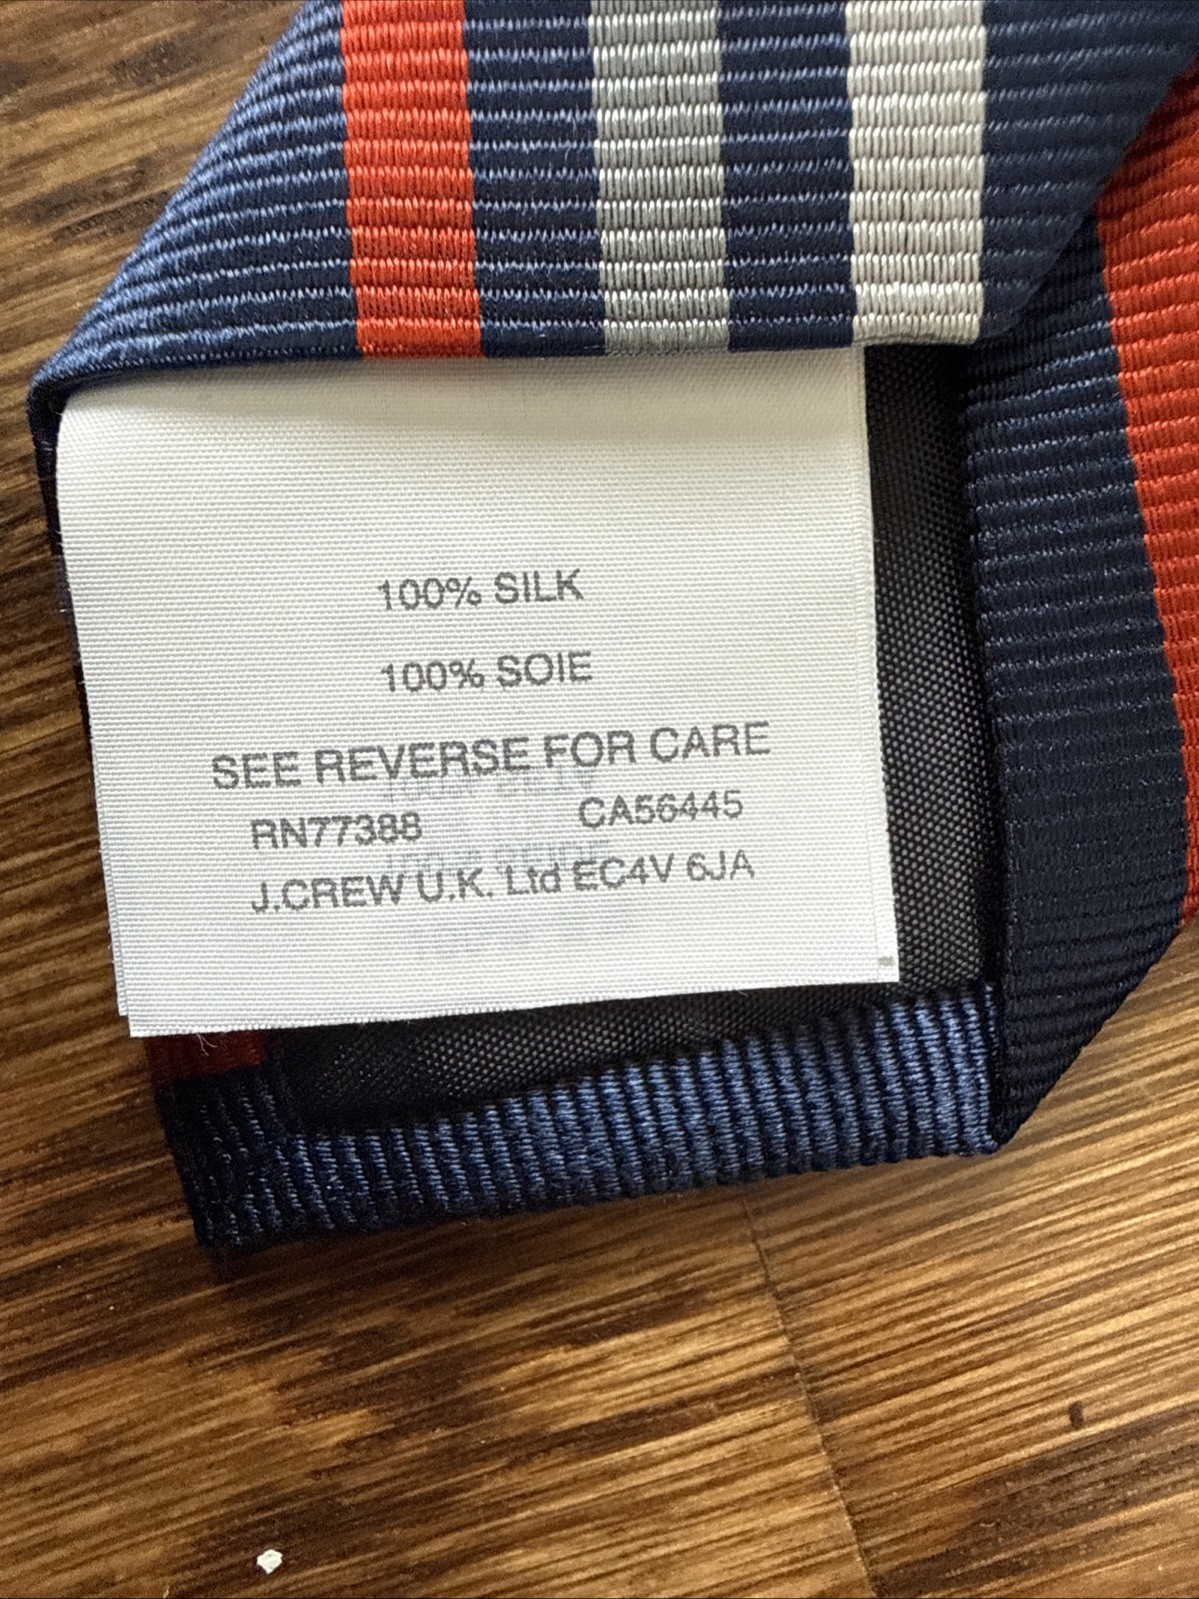 100% SILK
100% SOIE
SEE REVERSE FOR CARE
RN77388 CA56445
J.CREW U.K. Ltd EC4V 6JA